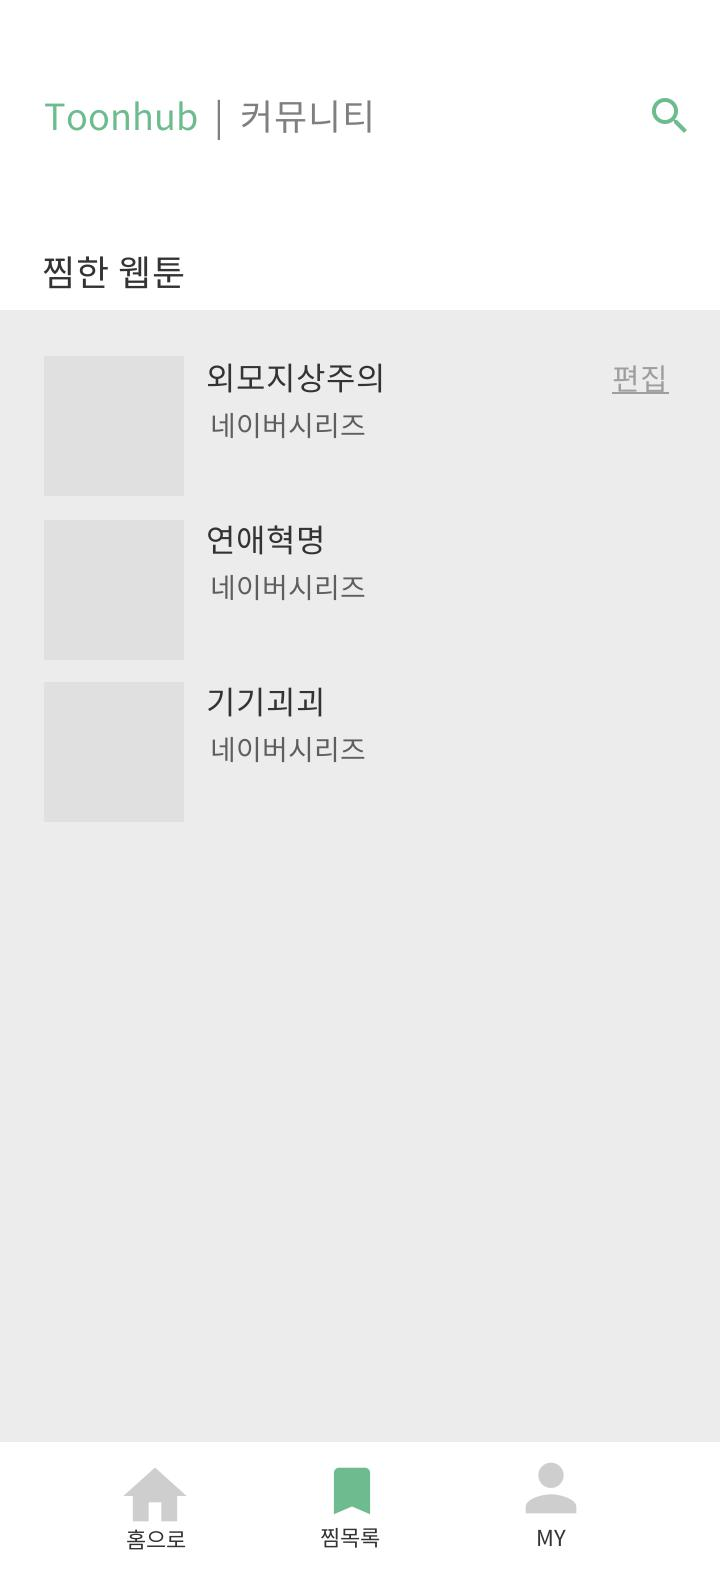 Toonhub | 커뮤니티
찜한 웹툰
외모지상주의 편집
네이버시리즈
연애혁명
네이버시리즈
기기괴괴
네이버시리즈
홈으로 찜목록 MY